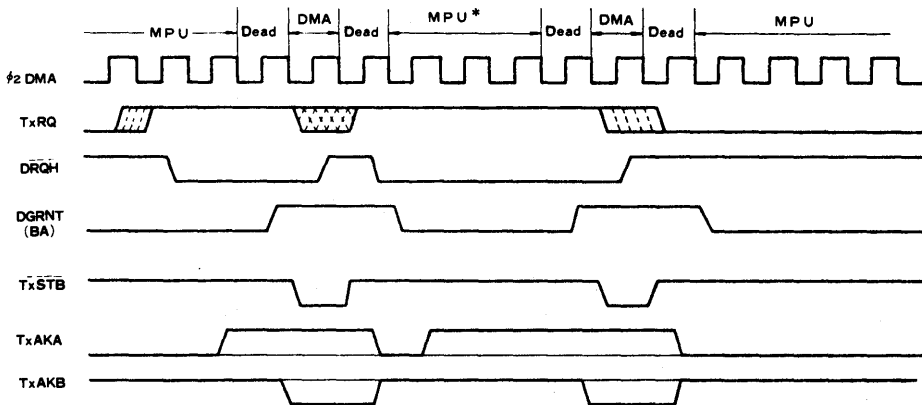 MPU Dead DMA Dead MPU* Dead DMA Dead MPU
φ2 DMA
TxRQ
DRQH
DGRNT
(BA)
TxSTB
TxAKA
TxAKB